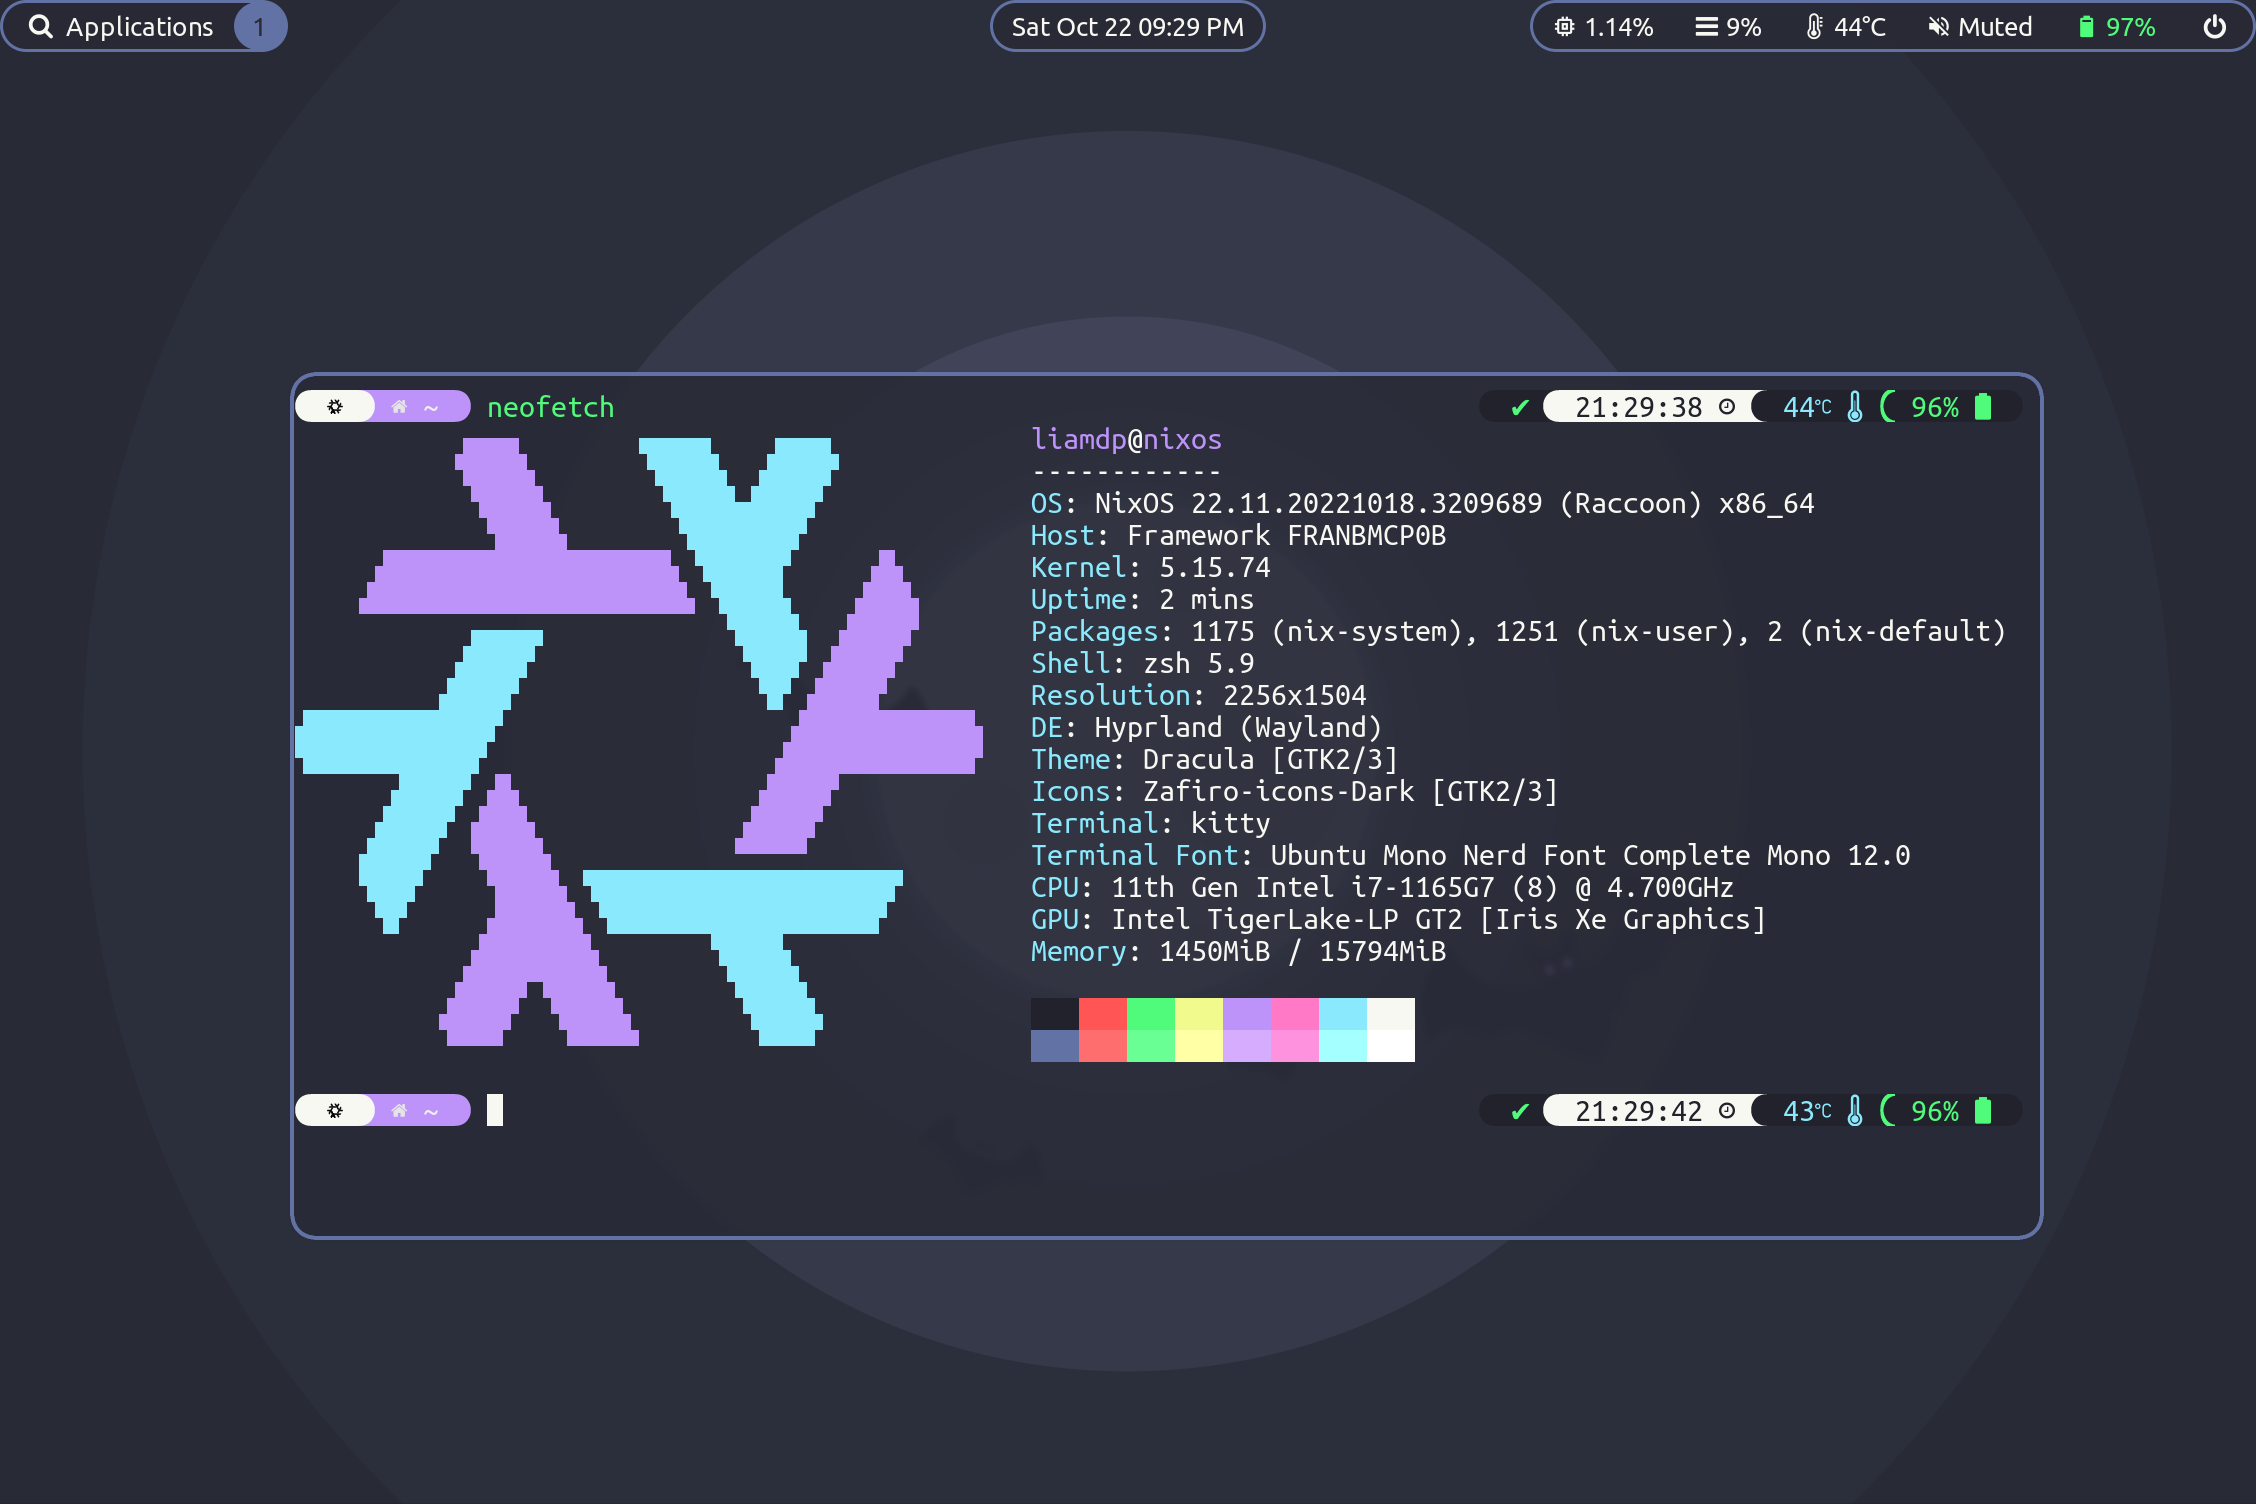 Applications 1
Sat Oct 22 09:29 PM
1.14% 9% 44°C Muted 97%
~ neofetch
✔ 21:29:38 44°C 96%
liamdp@nixos
------------
OS: NixOS 22.11.20221018.3209689 (Raccoon) x86_64
Host: Framework FRANBMCP0B
Kernel: 5.15.74
Uptime: 2 mins
Packages: 1175 (nix-system), 1251 (nix-user), 2 (nix-default)
Shell: zsh 5.9
Resolution: 2256x1504
DE: Hyprland (Wayland)
Theme: Dracula [GTK2/3]
Icons: Zafiro-icons-Dark [GTK2/3]
Terminal: kitty
Terminal Font: Ubuntu Mono Nerd Font Complete Mono 12.0
CPU: 11th Gen Intel i7-1165G7 (8) @ 4.700GHz
GPU: Intel TigerLake-LP GT2 [Iris Xe Graphics]
Memory: 1450MiB / 15794MiB
~
✔ 21:29:42 43°C 96%